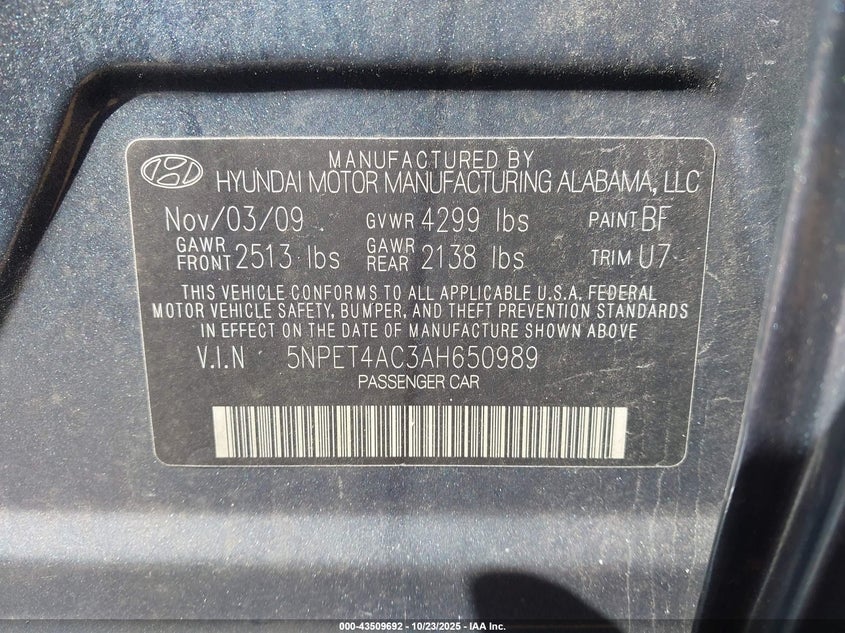 MANUFACTURED BY
HYUNDAI MOTOR MANUFACTURING ALABAMA, LLC
Nov/03/09 . GVWR 4299 lbs PAINT BF
GAWR FRONT 2513 lbs GAWR REAR 2138 lbs TRIM U7
THIS VEHICLE CONFORMS TO ALL APPLICABLE U.S.A. FEDERAL
MOTOR VEHICLE SAFETY, BUMPER, AND THEFT PREVENTION STANDARDS
IN EFFECT ON THE DATE OF MANUFACTURE SHOWN ABOVE
V.I.N 5NPET4AC3AH650989
PASSENGER CAR
000-43509692 - 10/23/2025 - IAA Inc.